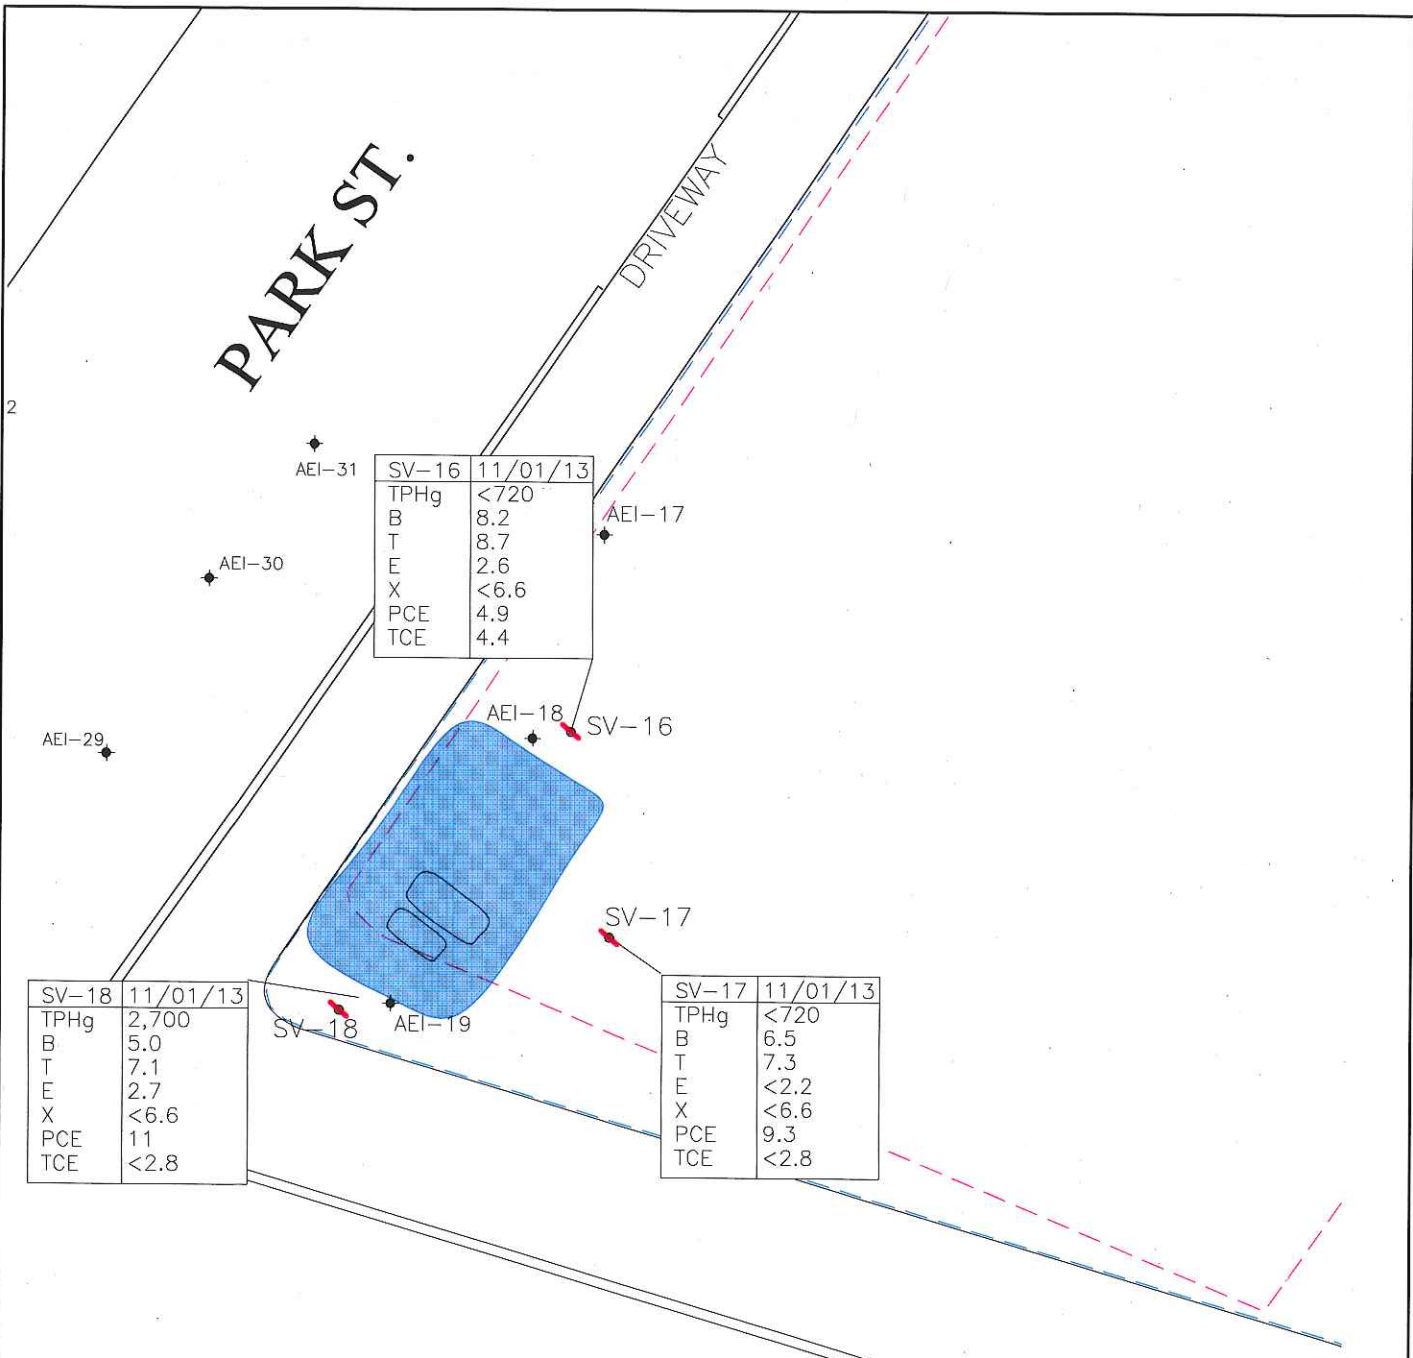 PARK ST.
DRIVEWAY
2
AEI-31
SV-16 11/01/13
TPHg <720
B 8.2
T 8.7
E 2.6
X <6.6
PCE 4.9
TCE 4.4
AEI-17
AEI-30
AEI-18
SV-16
AEI-29
SV-17
SV-18 11/01/13
TPHg 2,700
B 5.0
T 7.1
E 2.7
X <6.6
PCE 11
TCE <2.8
SV-18
AEI-19
SV-17 11/01/13
TPHg <720
B 6.5
T 7.3
E <2.2
X <6.6
PCE 9.3
TCE <2.8